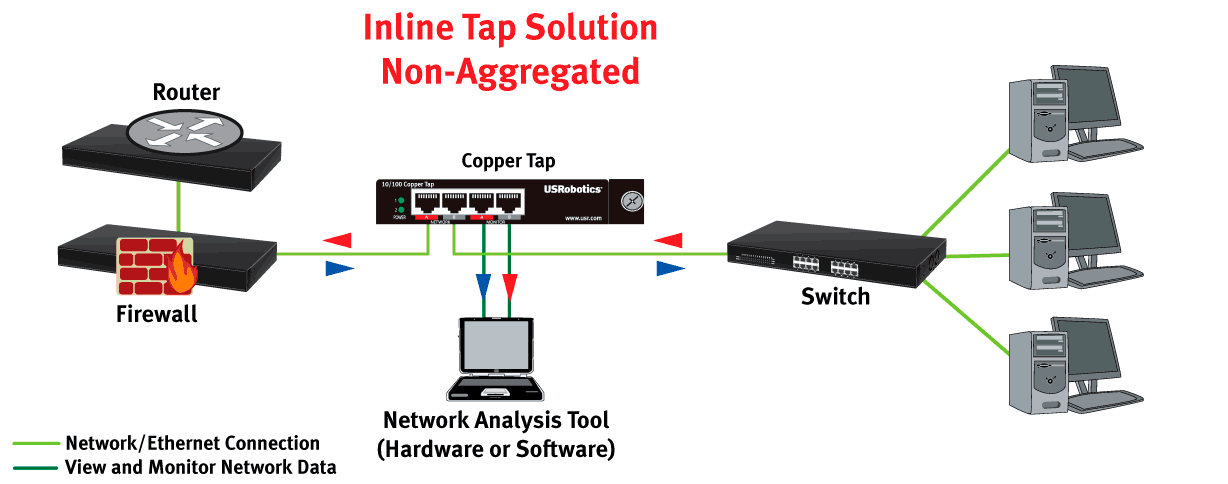 Inline Tap Solution
Non-Aggregated
Router
Copper Tap
10/100 Copper Tap
USRobotics
1
2
POWER
A B A B
NETWORK MONITOR
www.usr.com
Firewall
Switch
Network Analysis Tool
(Hardware or Software)
Network/Ethernet Connection
View and Monitor Network Data